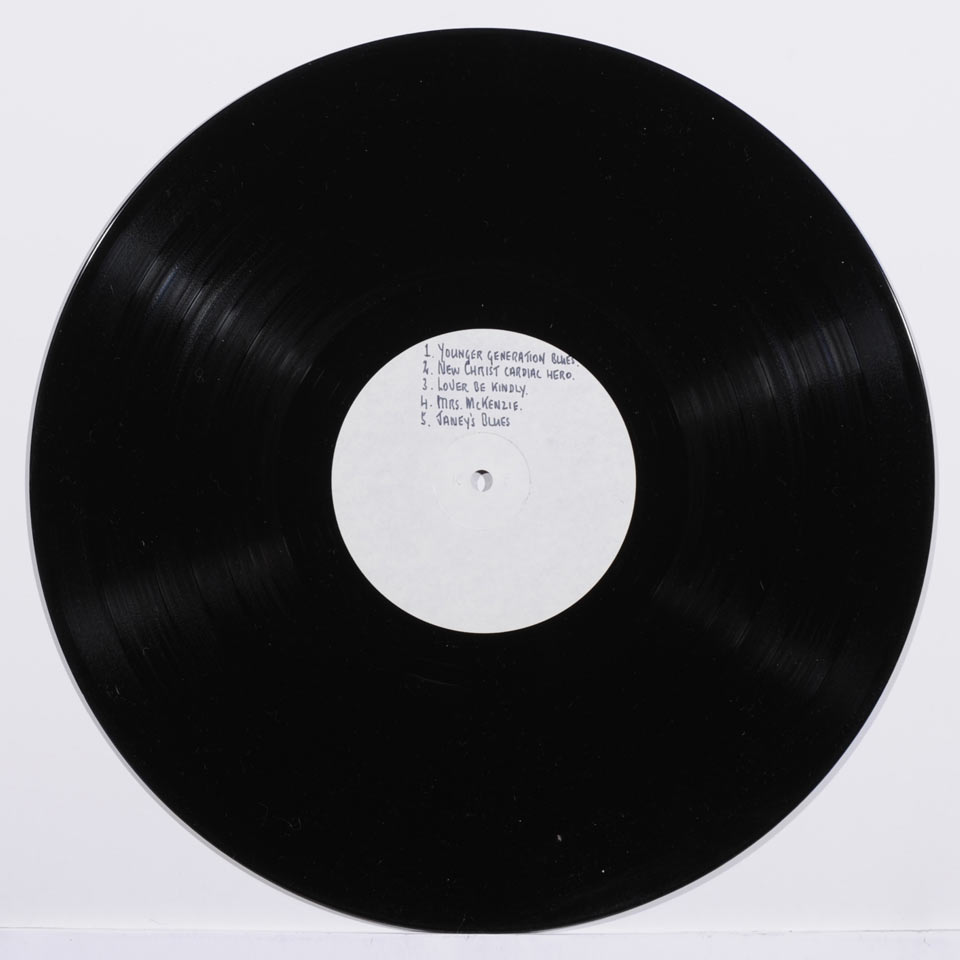 1. YOUNGER GENERATION BLUES.
2. NEW CHRIST CARDIAC HERO.
3. LOVER BE KINDLY.
4. MRS. McKENZIE.
5. JANEY'S BLUES